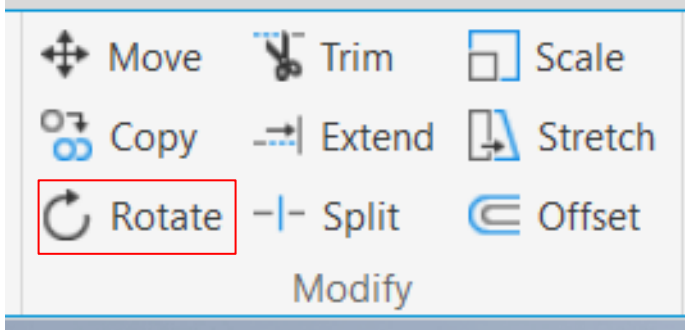 Move Trim Scale
Copy Extend Stretch
Rotate Split Offset
Modify